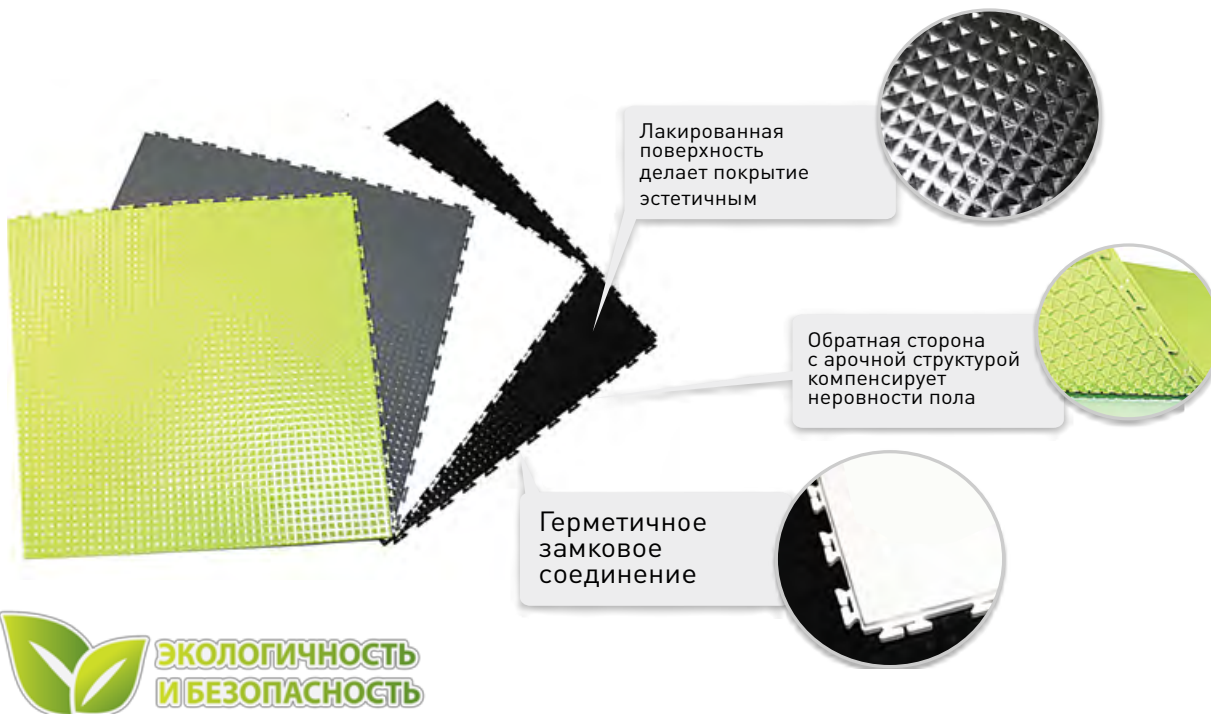 Лакированная
поверхность
делает покрытие
эстетичным
Обратная сторона
с арочной структурой
компенсирует
неровности пола
Герметичное
замковое
соединение
ЭКОЛОГИЧНОСТЬ
И БЕЗОПАСНОСТЬ